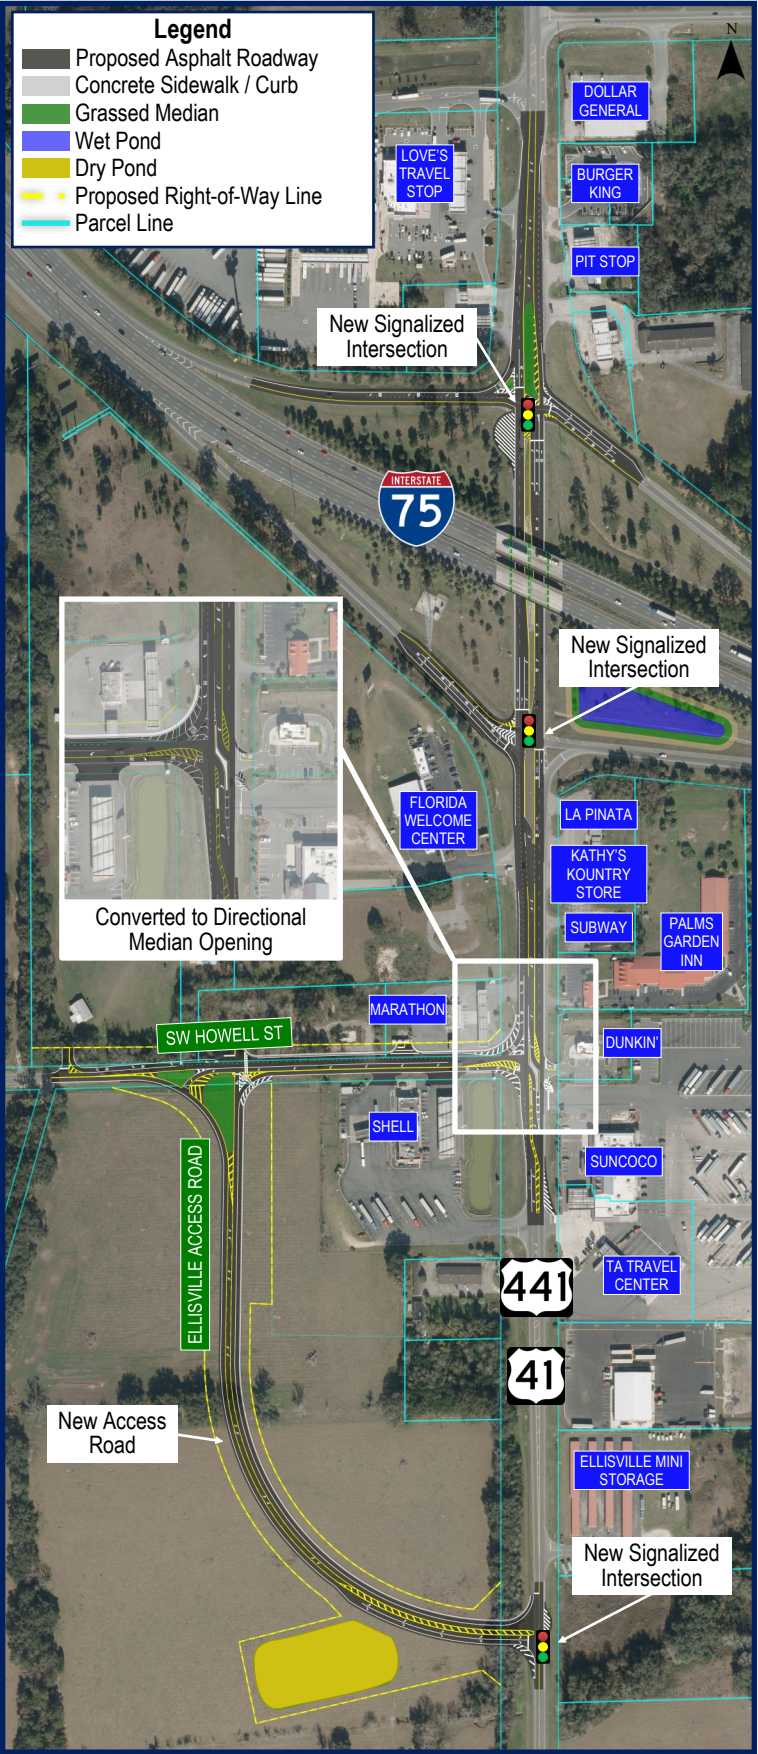 Legend
Proposed Asphalt Roadway
Concrete Sidewalk / Curb
Grassed Median
Wet Pond
Dry Pond
Proposed Right-of-Way Line
Parcel Line
N
DOLLAR
GENERAL
LOVE'S
TRAVEL
STOP
BURGER
KING
PIT STOP
New Signalized
Intersection
INTERSTATE
75
New Signalized
Intersection
FLORIDA
WELCOME
CENTER
LA PINATA
KATHY'S
KOUNTRY
STORE
SUBWAY
PALMS
GARDEN
INN
Converted to Directional
Median Opening
MARATHON
SW HOWELL ST
DUNKIN'
SHELL
SUNCOCO
ELLISVILLE ACCESS ROAD
TA TRAVEL
CENTER
441
41
New Access
Road
ELLISVILLE MINI
STORAGE
New Signalized
Intersection